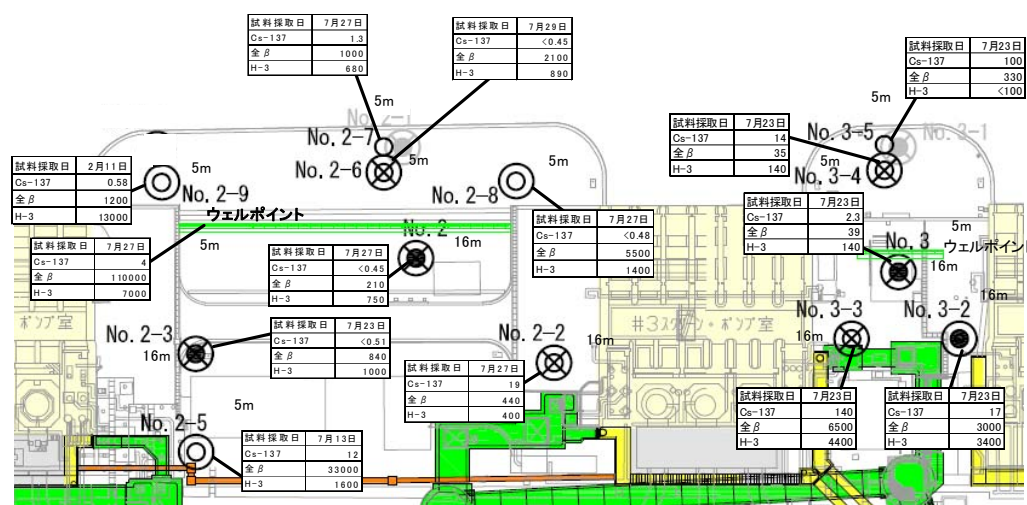 試料採取日 7月27日
Cs-137 1.3
全β 1000
H-3 680
試料採取日 7月29日
Cs-137 <0.45
全β 2100
H-3 890
試料採取日 7月23日
Cs-137 100
全β 330
H-3 <100
5m
5m
No. 2-7
No. 2-6
5m
試料採取日 7月23日
Cs-137 14
全β 35
H-3 140
No. 3-5
No. 3-1
5m
No. 3-4
試料採取日 2月11日
Cs-137 0.58
全β 1200
H-3 13000
5m
No. 2-9
No. 2-8
5m
ウェルポイント
試料採取日 7月27日
Cs-137 4
全β 110000
H-3 7000
5m
No. 2
16m
試料採取日 7月27日
Cs-137 <0.45
全β 210
H-3 750
試料採取日 7月27日
Cs-137 <0.48
全β 5500
H-3 1400
試料採取日 7月23日
Cs-137 2.3
全β 39
H-3 140
No. 3
5m
ウェルポイント
16m
16m
ポンプ室
No. 2-3
16m
試料採取日 7月23日
Cs-137 <0.51
全β 840
H-3 1000
No. 2-2
16m
#3スクリーン・ポンプ室
No. 3-3
16m
No. 3-2
試料採取日 7月27日
Cs-137 19
全β 440
H-3 400
試料採取日 7月23日
Cs-137 140
全β 6500
H-3 4400
試料採取日 7月23日
Cs-137 17
全β 3000
H-3 3400
5m
No. 2-5
試料採取日 7月13日
Cs-137 12
全β 33000
H-3 1600